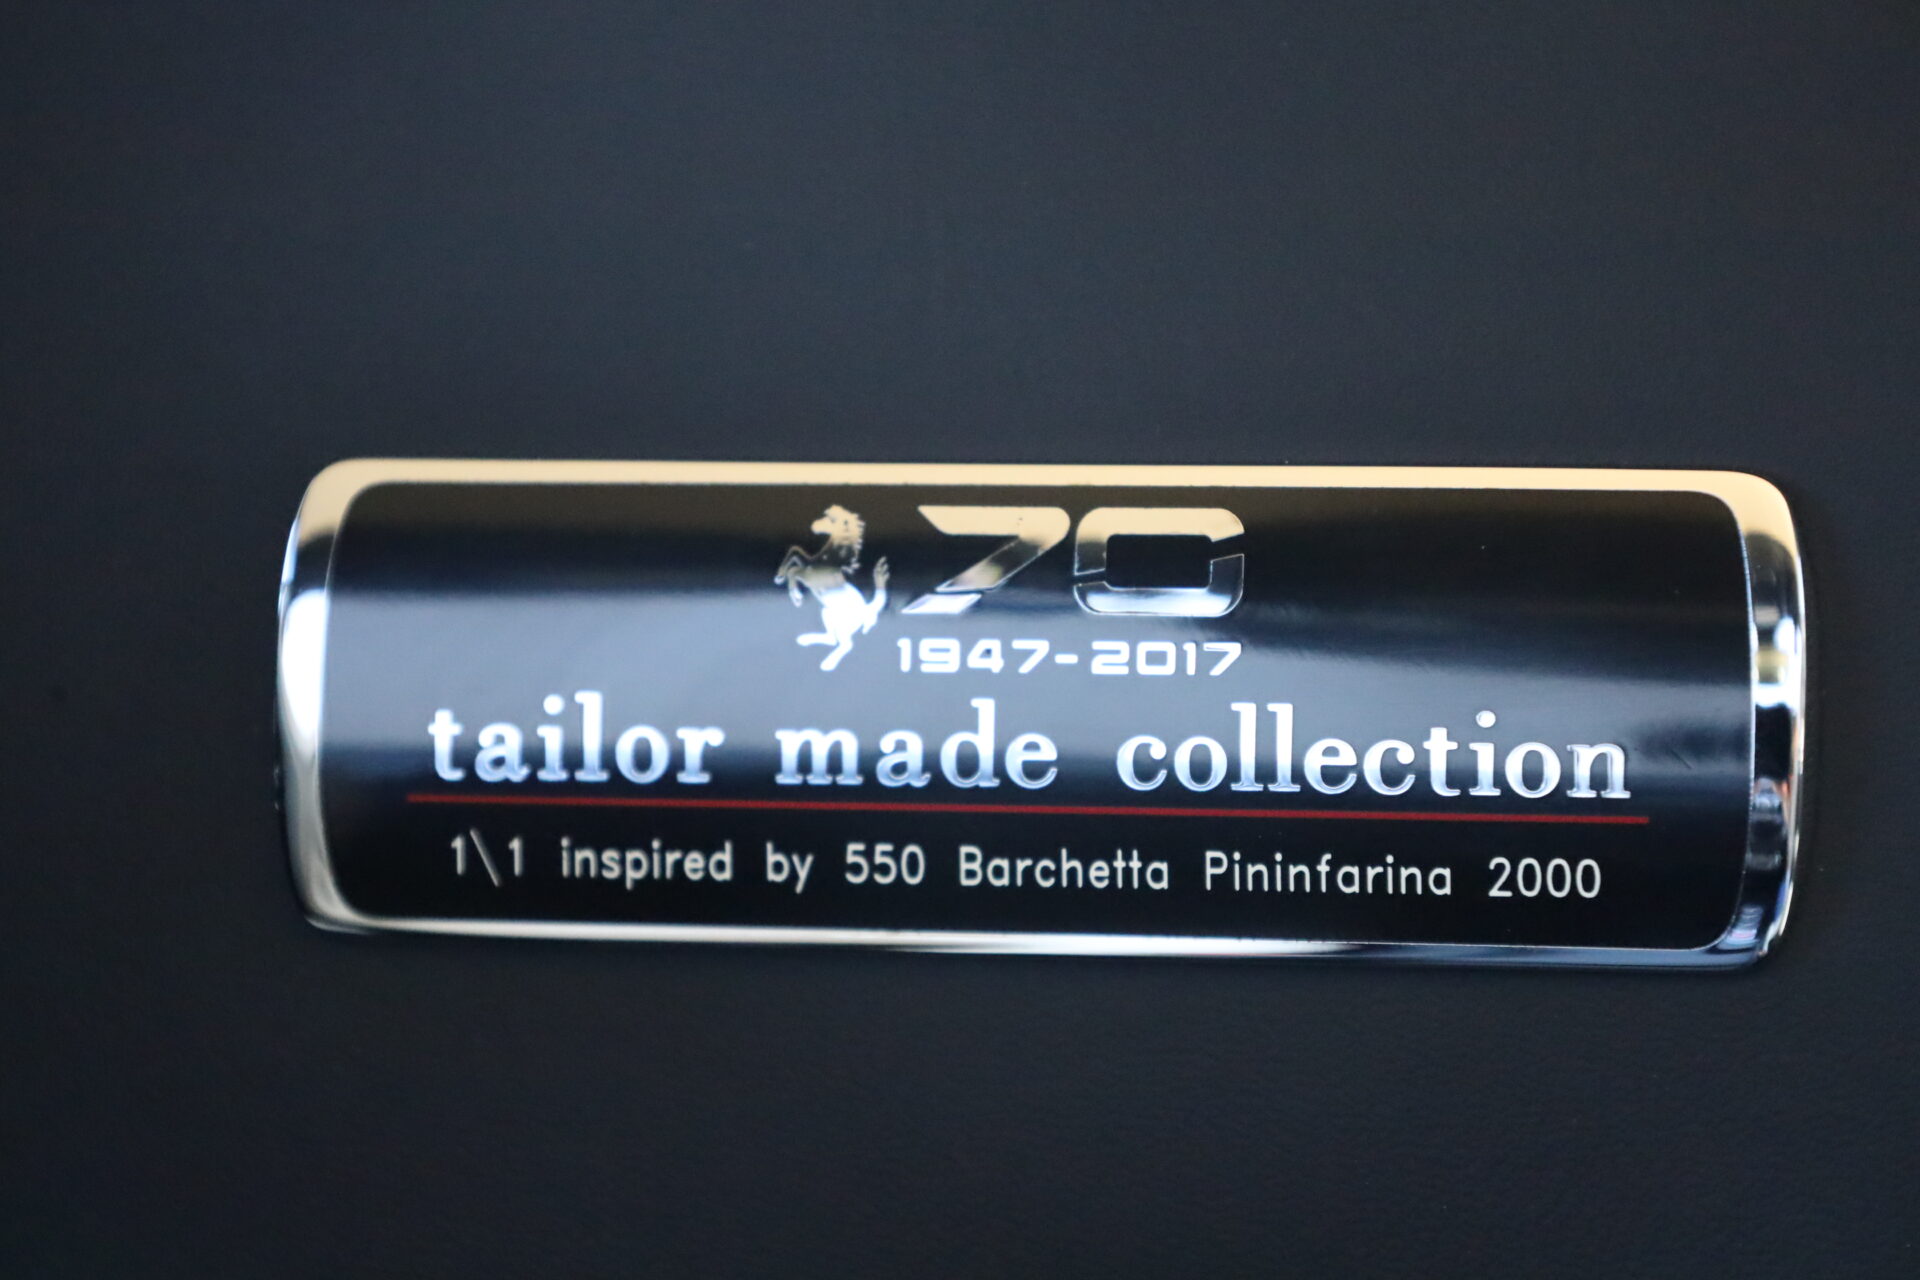 70
1947-2017
tailor made collection
1\1 inspired by 550 Barchetta Pininfarina 2000